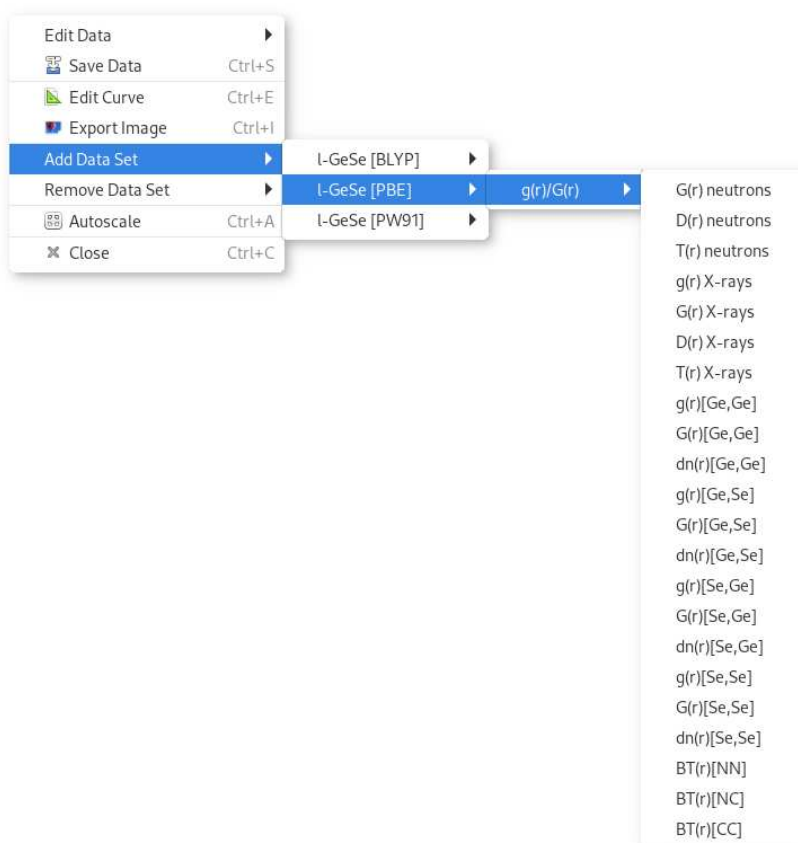 Edit Data
Save Data Ctrl+S
Edit Curve Ctrl+E
Export Image Ctrl+I
Add Data Set
Remove Data Set
Autoscale Ctrl+A
Close Ctrl+C
l-GeSe [BLYP]
l-GeSe [PBE]
l-GeSe [PW91]
g(r)/G(r)
G(r) neutrons
D(r) neutrons
T(r) neutrons
g(r) X-rays
G(r) X-rays
D(r) X-rays
T(r) X-rays
g(r)[Ge,Ge]
G(r)[Ge,Ge]
dn(r)[Ge,Ge]
g(r)[Ge,Se]
G(r)[Ge,Se]
dn(r)[Ge,Se]
g(r)[Se,Ge]
G(r)[Se,Ge]
dn(r)[Se,Ge]
g(r)[Se,Se]
G(r)[Se,Se]
dn(r)[Se,Se]
BT(r)[NN]
BT(r)[NC]
BT(r)[CC]